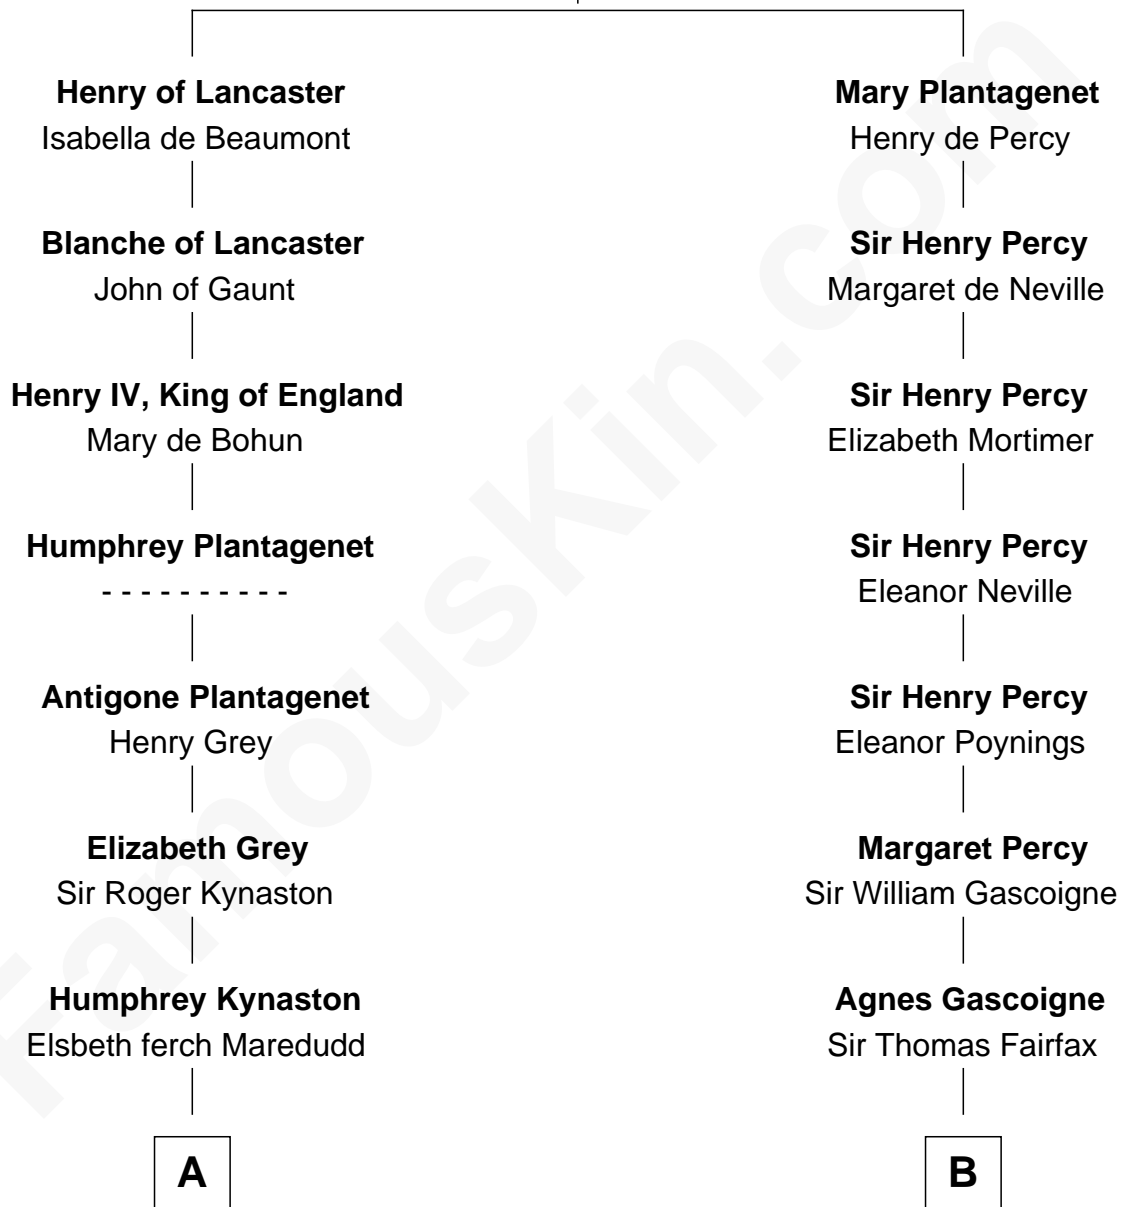 Henry of Lancaster
Isabella de Beaumont
Blanche of Lancaster
John of Gaunt
Henry IV, King of England
Mary de Bohun
Humphrey Plantagenet
- - - - - - - - - -
Antigone Plantagenet
Henry Grey
Elizabeth Grey
Sir Roger Kynaston
Humphrey Kynaston
Elsbeth ferch Maredudd
A
Mary Plantagenet
Henry de Percy
Sir Henry Percy
Margaret de Neville
Sir Henry Percy
Elizabeth Mortimer
Sir Henry Percy
Eleanor Neville
Sir Henry Percy
Eleanor Poynings
Margaret Percy
Sir William Gascoigne
Agnes Gascoigne
Sir Thomas Fairfax
B
FamousKin.com